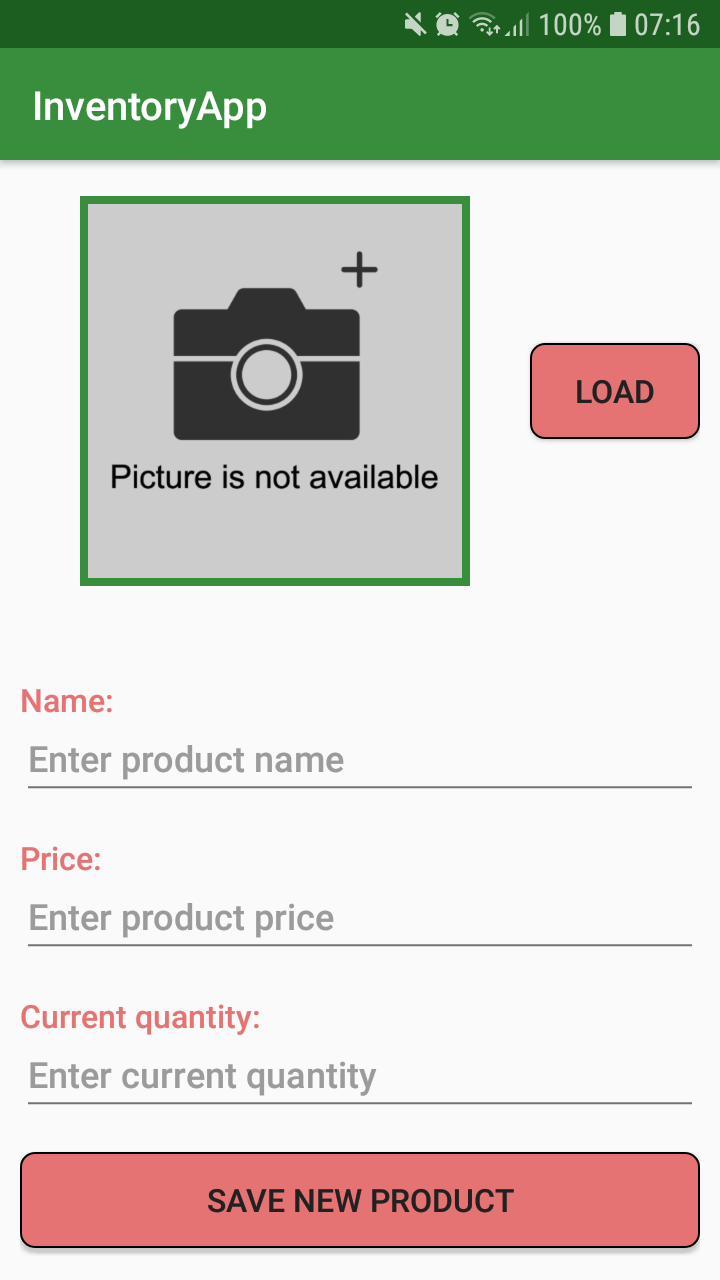 100% 07:16
InventoryApp
Picture is not available
LOAD
Name:
Enter product name
Price:
Enter product price
Current quantity:
Enter current quantity
SAVE NEW PRODUCT